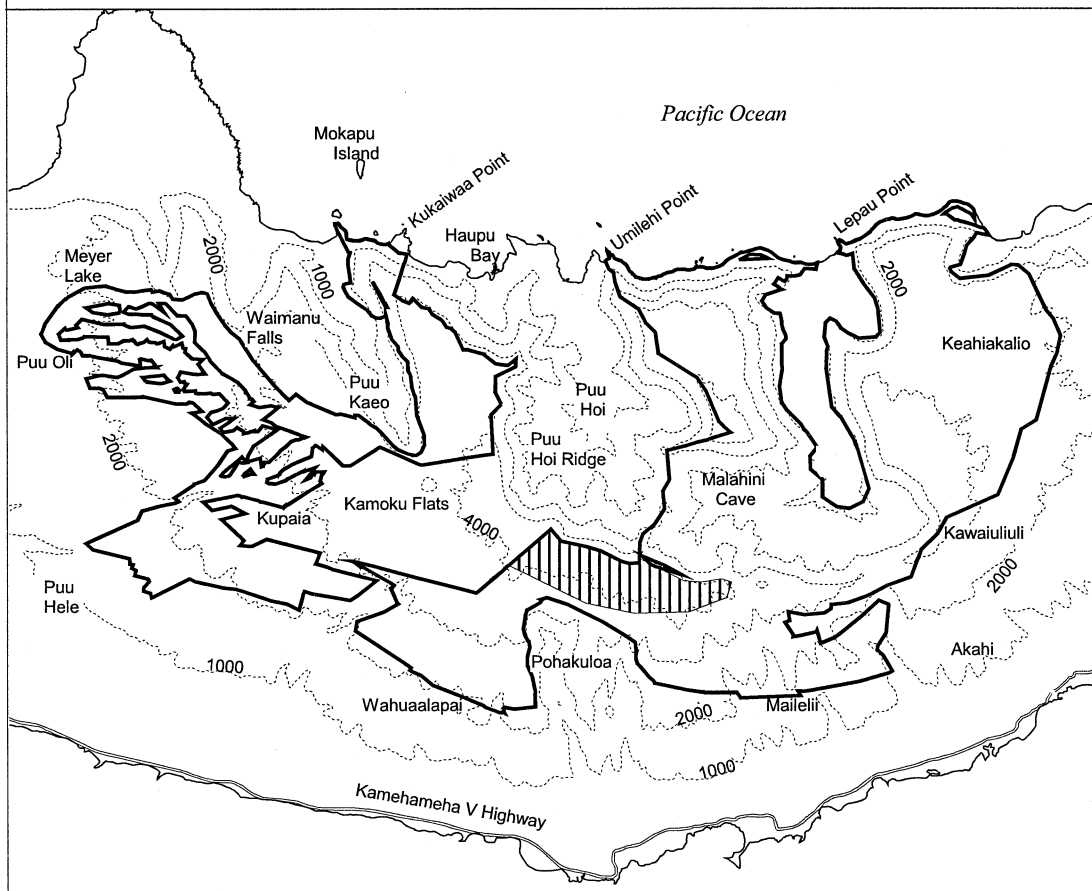 Pacific Ocean
Mokapu
Island
Kukaiwaa Point
Umilehi Point
Lepau Point
Haupu
Bay
Meyer
Lake
2000
1000
2000
Waimanu
Falls
Keahiakalio
Puu Oli
Puu
Kaeo
Puu
Hoi
2000
Puu
Hoi Ridge
Malahini
Cave
Kamoku Flats
Kupaia
4000
Kawaiuliuli
2000
Puu
Hele
1000
Pohakuloa
Akahi
Wahuaalapai
2000
Mailelii
1000
Kamehameha V Highway